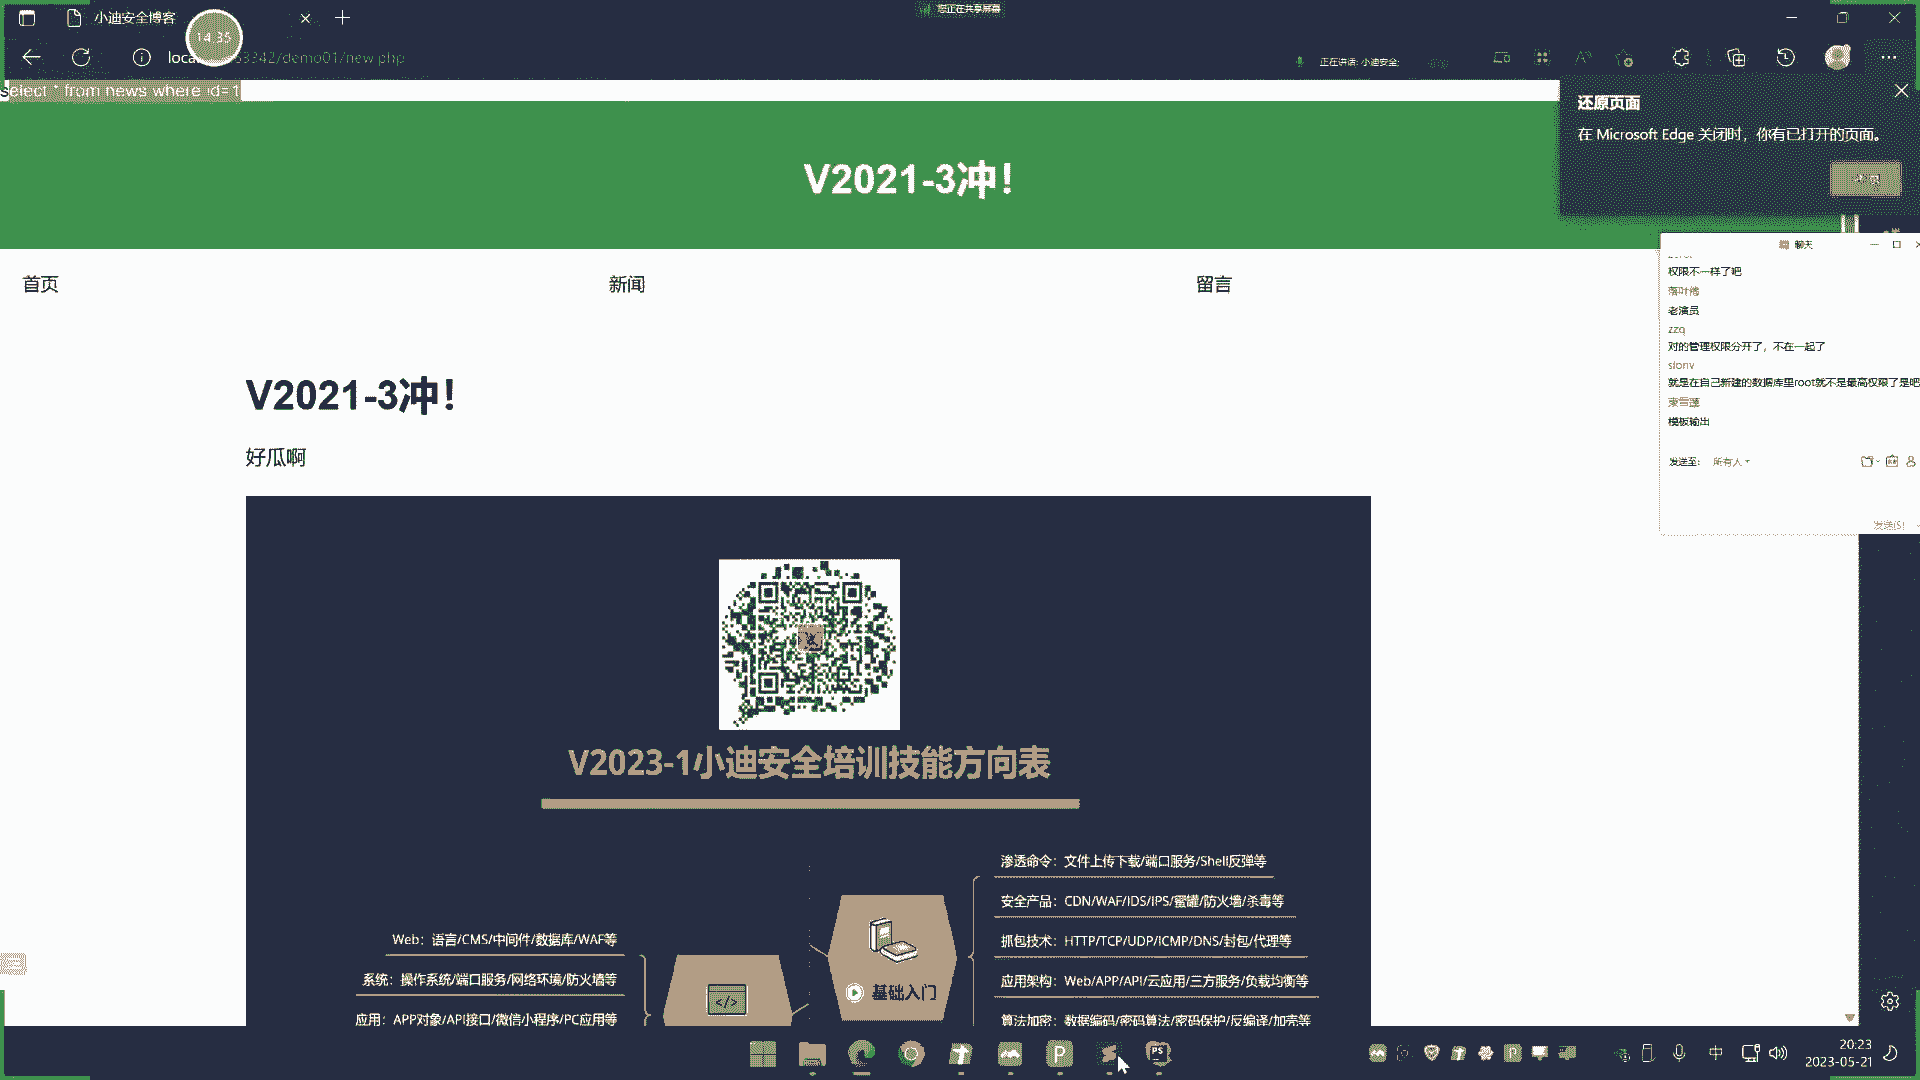 您正在共享屏幕
小迪安全博客
14:35
3342/demo01/new.php
正在讲话: 小迪安全;
select * from news where id=1
还原页面
在 Microsoft Edge 关闭时，你有已打开的页面。
V2021-3冲！
首页
新闻
留言
聊天
权限不一样了吧
老演员
zzq
对的管理权限分开了，不在一起了
sionv
就是在自己新建的数据库里root就不是最高权限了是吧
模板输出
发送至: 所有人
发送(S)
V2021-3冲！
好瓜啊
V2023-1小迪安全培训技能方向表
渗透命令：文件上传下载/端口服务/Shell反弹等
安全产品：CDN/WAF/IDS/IPS/蜜罐/防火墙/杀毒等
抓包技术：HTTP/TCP/UDP/ICMP/DNS/封包/代理等
应用架构：Web/APP/API/云应用/三方服务/负载均衡等
算法加密：数据编码/密码算法/密码保护/反编译/加壳等
基础入门
Web：语言/CMS/中间件/数据库/WAF等
系统：操作系统/端口服务/网络环境/防火墙等
应用：APP对象/API接口/微信小程序/PC应用等
中
20:23
2023-05-21